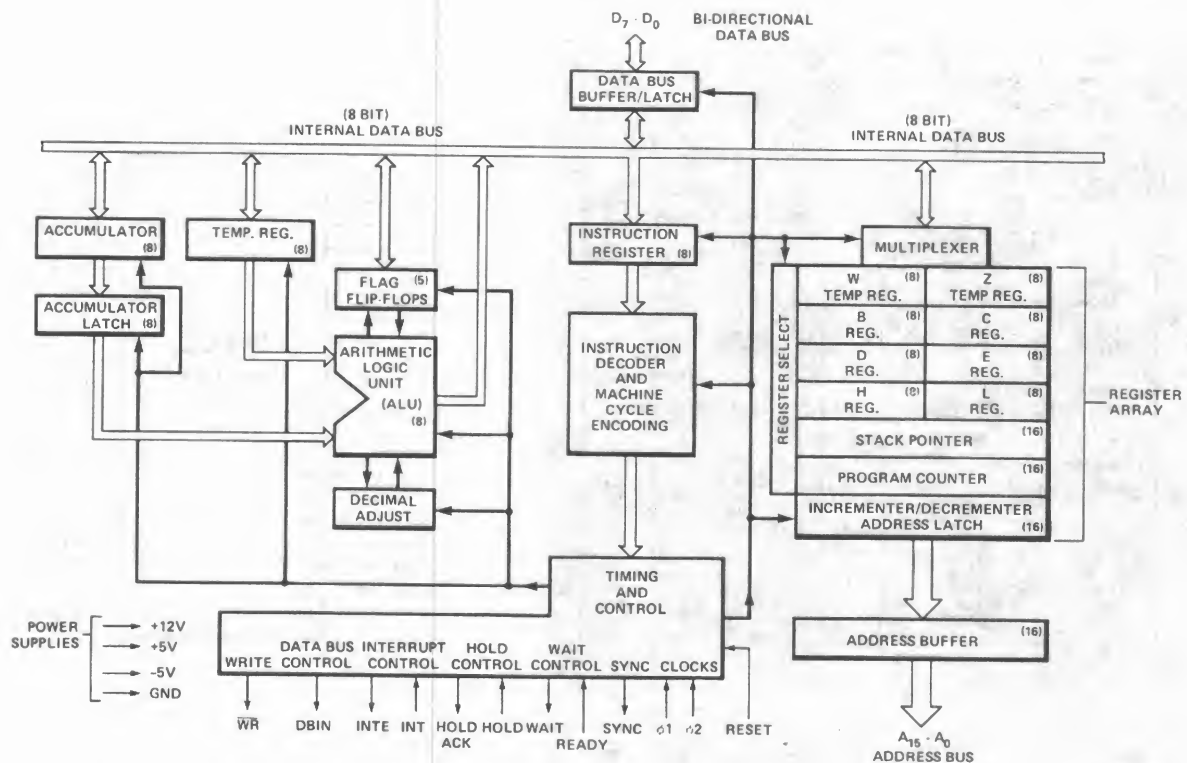 D7 - D0 BI-DIRECTIONAL
DATA BUS
DATA BUS
BUFFER/LATCH
(8 BIT)
INTERNAL DATA BUS
(8 BIT)
INTERNAL DATA BUS
ACCUMULATOR
(8)
TEMP. REG.
(8)
INSTRUCTION
REGISTER (8)
MULTIPLEXER
ACCUMULATOR
LATCH (8)
FLAG (5)
FLIP-FLOPS
ARITHMETIC
LOGIC
UNIT
(ALU)
(8)
DECIMAL
ADJUST
INSTRUCTION
DECODER
AND
MACHINE
CYCLE
ENCODING
REGISTER SELECT
W (8)
TEMP REG.
Z (8)
TEMP REG.
B (8)
REG.
C (8)
REG.
D (8)
REG.
E (8)
REG.
H (8)
REG.
L (8)
REG.
STACK POINTER (16)
PROGRAM COUNTER (16)
INCREMENTER/DECREMENTER
ADDRESS LATCH (16)
REGISTER
ARRAY
TIMING
AND
CONTROL
POWER
SUPPLIES
+12V
+5V
-5V
GND
WRITE
DATA BUS
CONTROL
INTERRUPT
CONTROL
HOLD
CONTROL
WAIT
CONTROL
SYNC
CLOCKS
W̅R̅
DBIN
INTE
INT
HOLD
ACK
HOLD
WAIT
READY
SYNC
φ1
φ2
RESET
ADDRESS BUFFER (16)
A15 - A0
ADDRESS BUS